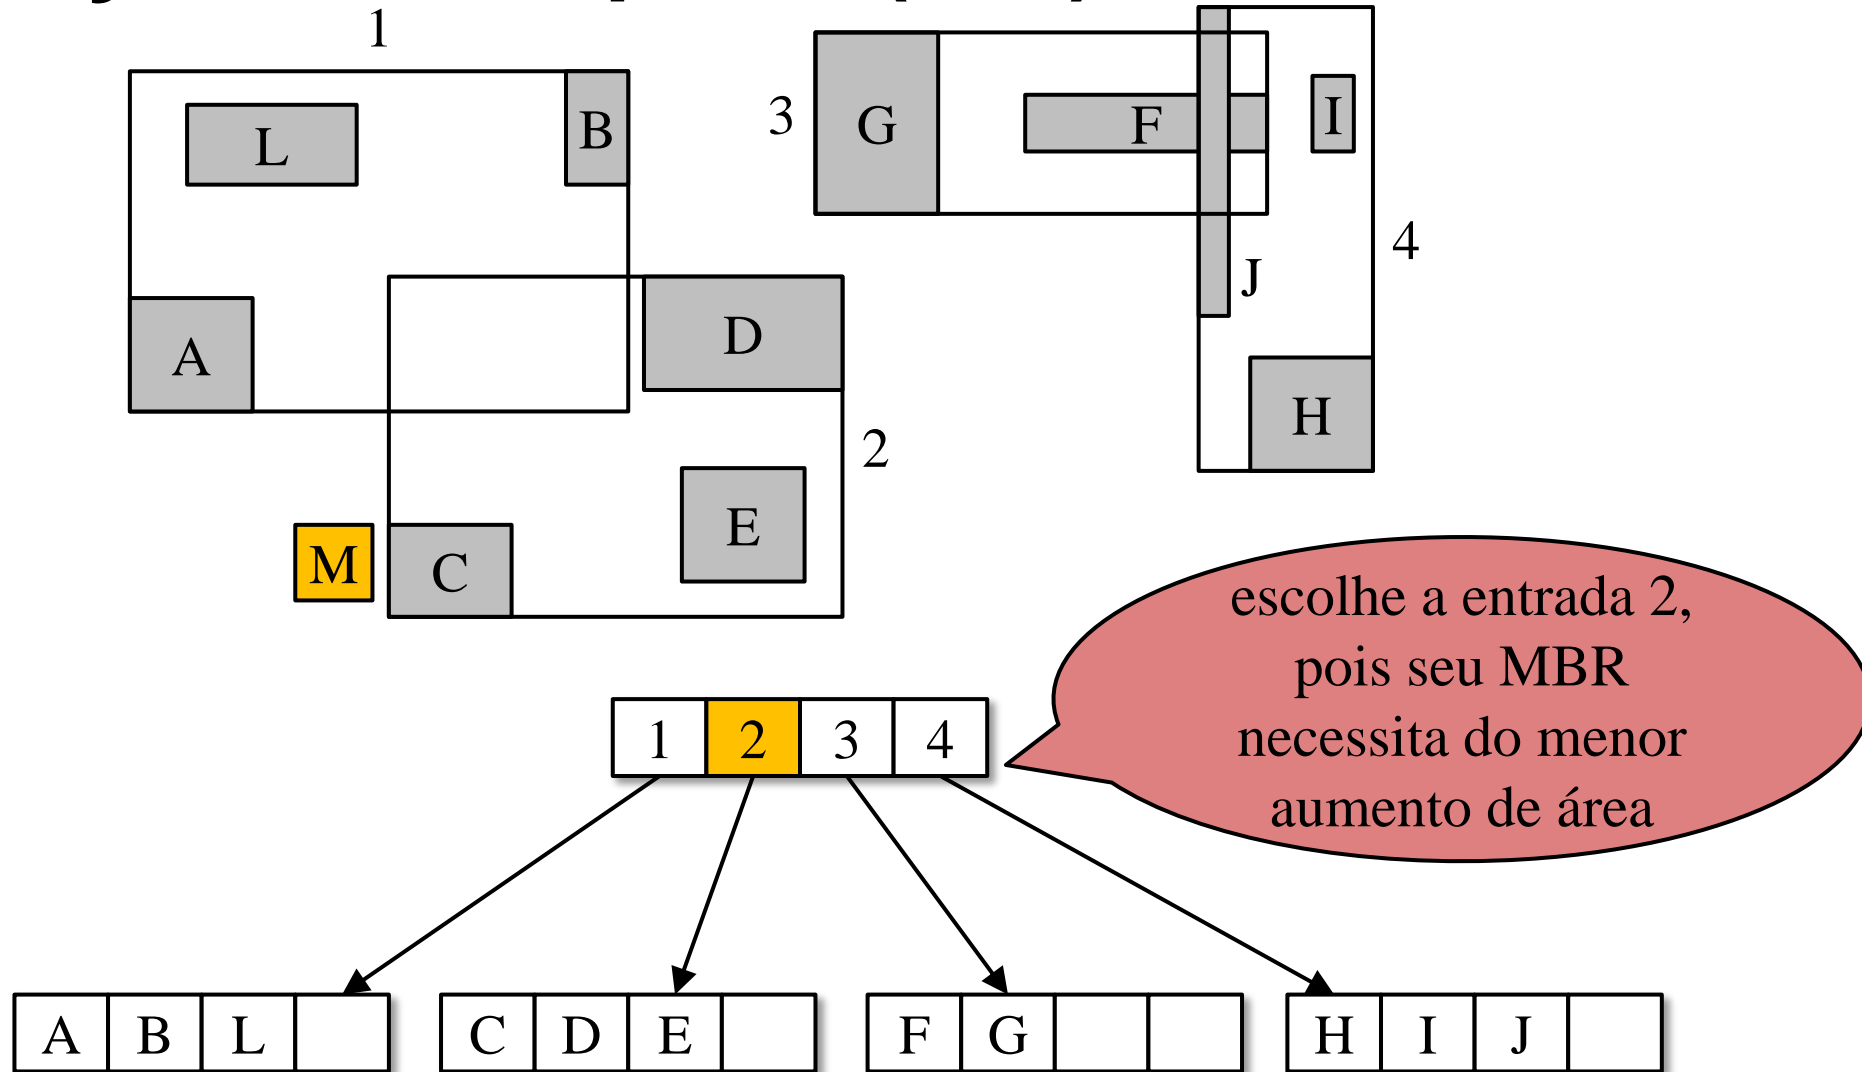 1
L
B
A
D
2
E
C
M
3
G
F
I
J
4
H
escolhe a entrada 2,
pois seu MBR
necessita do menor
aumento de área
1 2 3 4
A B L
C D E
F G
H I J